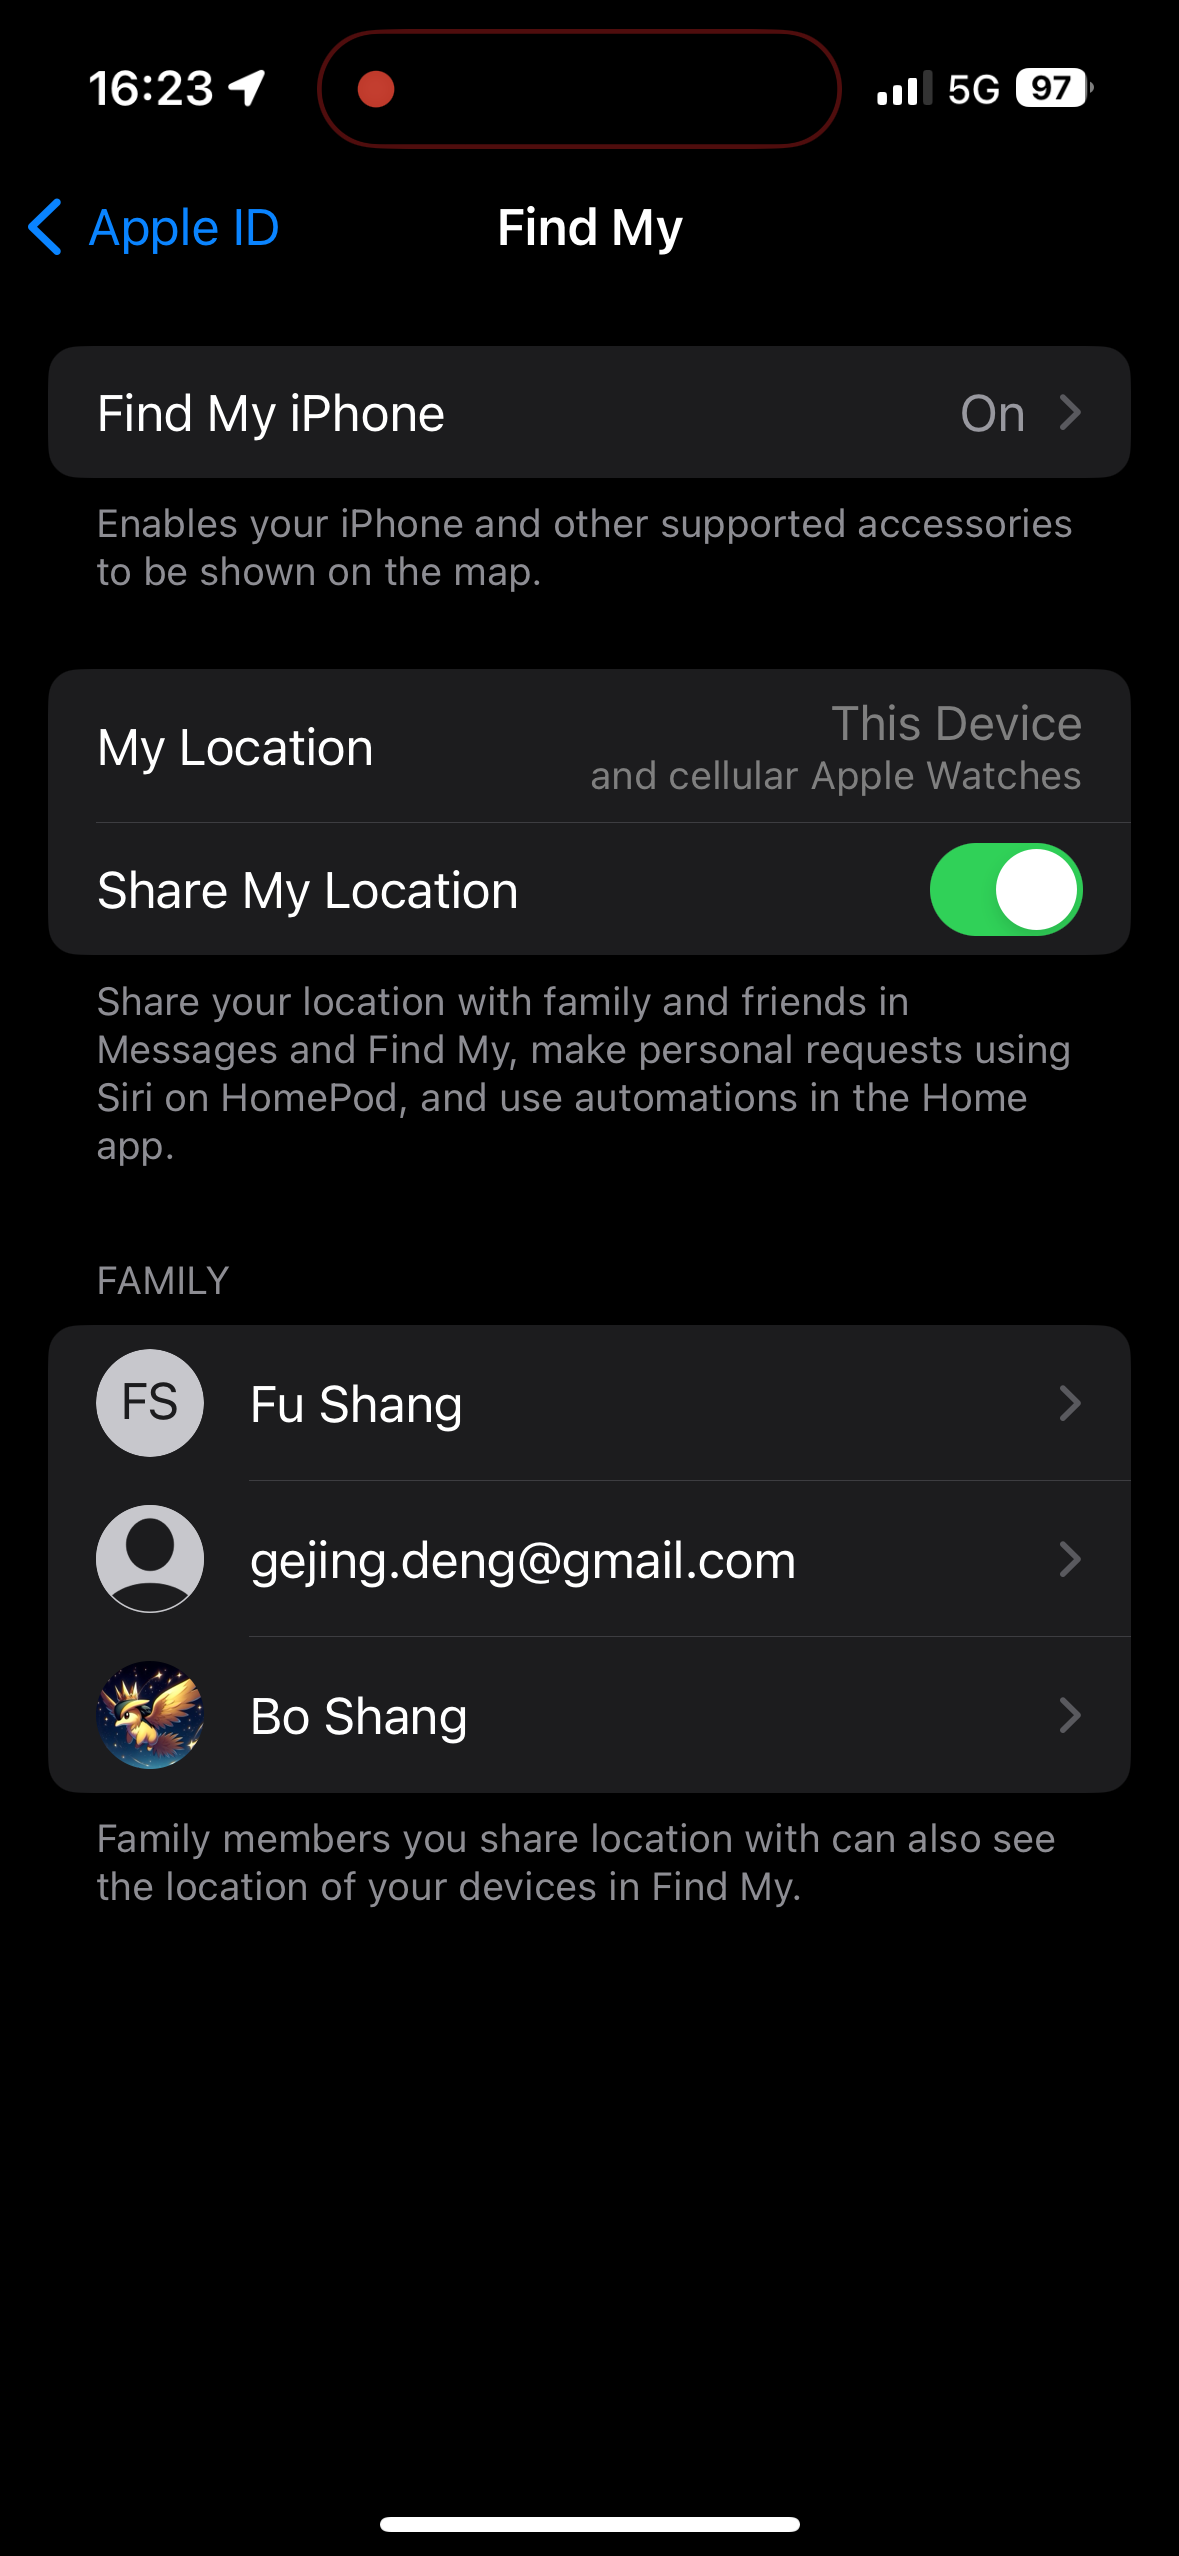 16:23 5G 97
Apple ID Find My
Find My iPhone On
Enables your iPhone and other supported accessories
to be shown on the map.
My Location This Device
and cellular Apple Watches
Share My Location
Share your location with family and friends in
Messages and Find My, make personal requests using
Siri on HomePod, and use automations in the Home
app.
FAMILY
FS Fu Shang
gejing.deng@gmail.com
Bo Shang
Family members you share location with can also see
the location of your devices in Find My.